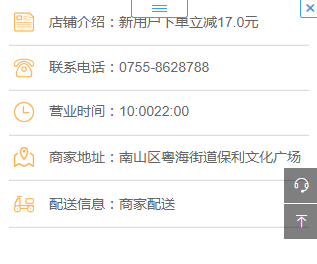 店铺介绍：新用户下单立减17.0元
联系电话：0755-8628788
营业时间：10:0022:00
商家地址：南山区粤海街道保利文化广场
配送信息：商家配送